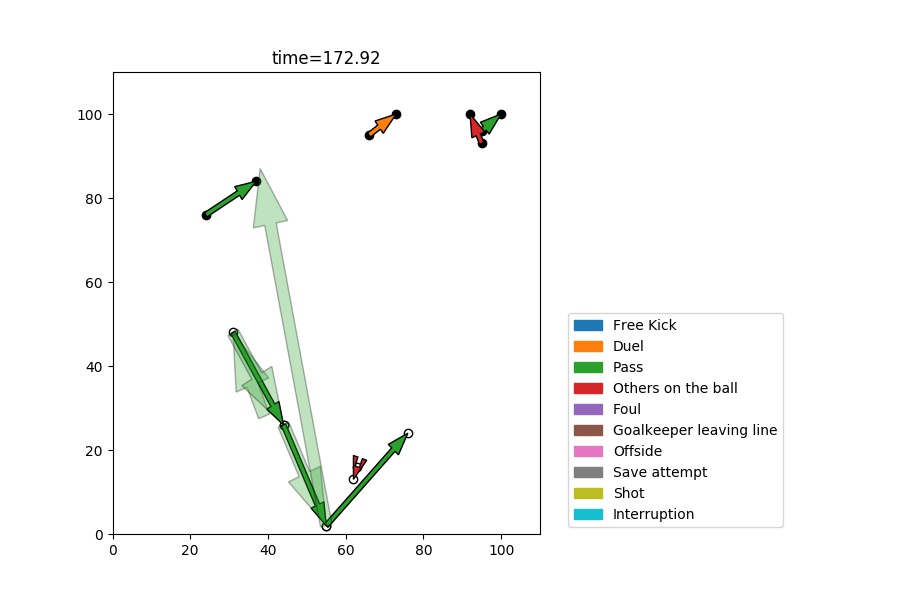 time=172.92
100
80
60
40
20
0
0 20 40 60 80 100
Free Kick
Duel
Pass
Others on the ball
Foul
Goalkeeper leaving line
Offside
Save attempt
Shot
Interruption